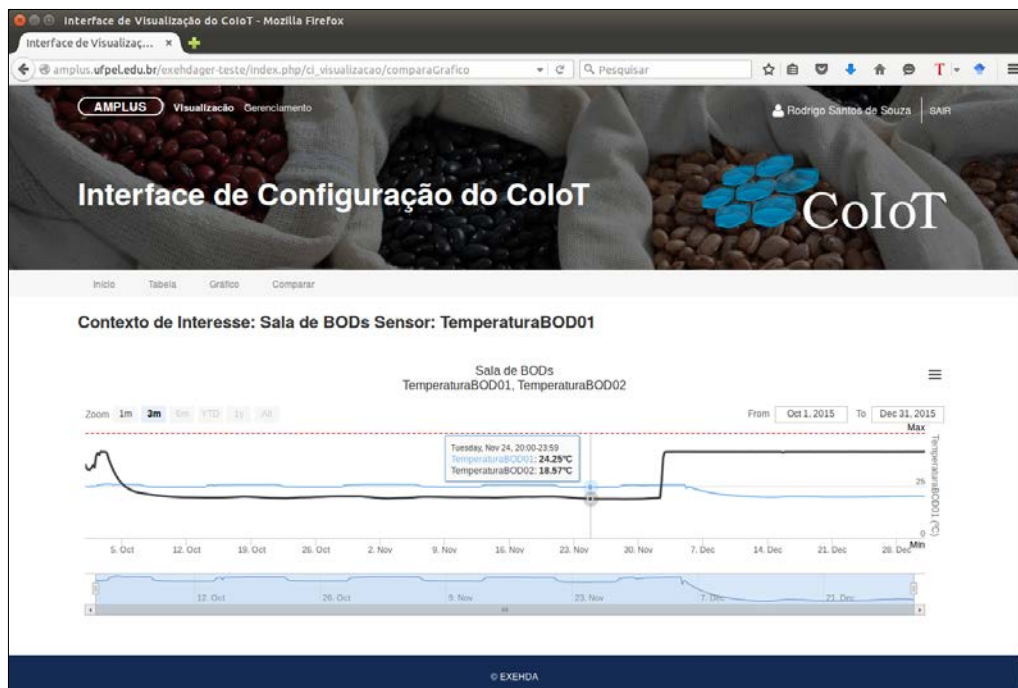 Interface de Visualização do CoIoT - Mozilla Firefox
Interface de Visualizaç...
amplus.ufpel.edu.br/exehdager-teste/index.php/ci_visualizacao/comparaGrafico
Pesquisar
AMPLUS Visualizacão Gerenciamento
Rodrigo Santos de Souza SAIR
Interface de Configuração do CoIoT
CoIoT
Início Tabela Gráfico Comparar
Contexto de Interesse: Sala de BODs Sensor: TemperaturaBOD01
Sala de BODs
TemperaturaBOD01, TemperaturaBOD02
Zoom 1m 3m 6m YTD 1y All From Oct 1, 2015 To Dec 31, 2015
Max
Tuesday, Nov 24, 20:00-23:59
TemperaturaBOD01: 24.25°C
TemperaturaBOD02: 18.57°C
25
0
TemperaturaBOD01 (°C)
Min
5. Oct 12. Oct 19. Oct 26. Oct 2. Nov 9. Nov 16. Nov 23. Nov 30. Nov 7. Dec 14. Dec 21. Dec 28. Dec
12. Oct 26. Oct 9. Nov 23. Nov 7. Dec 21. Dec
© EXEHDA